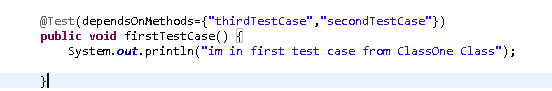 @Test(dependsOnMethods={"thirdTestCase","secondTestCase"})
public void firstTestCase() {
System.out.println("im in first test case from ClassOne Class");
}